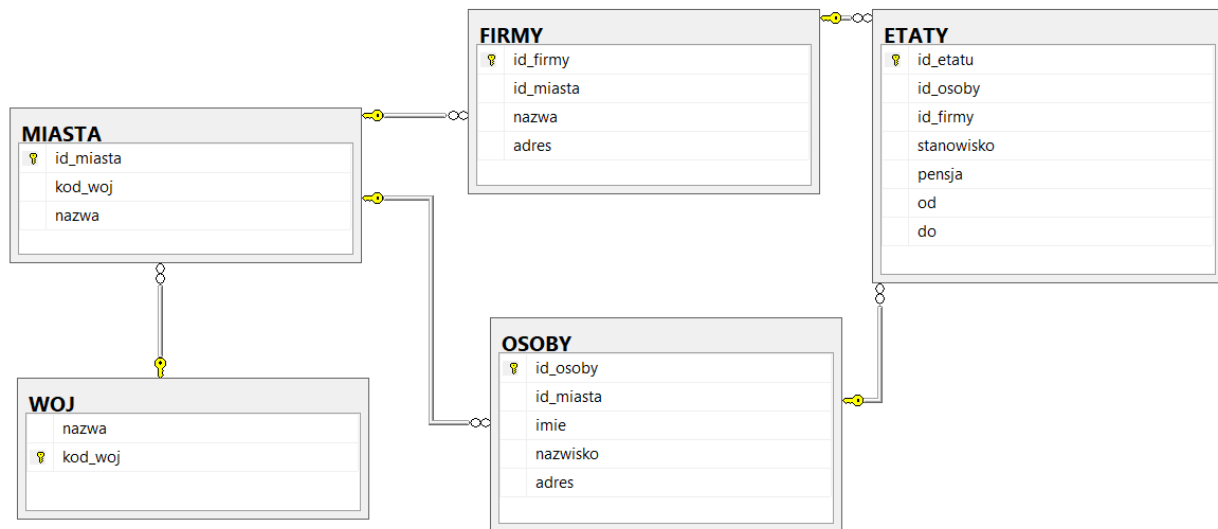 FIRMY
id_firmy
id_miasta
nazwa
adres
ETATY
id_etatu
id_osoby
id_firmy
stanowisko
pensja
od
do
MIASTA
id_miasta
kod_woj
nazwa
OSOBY
id_osoby
id_miasta
imie
nazwisko
adres
WOJ
nazwa
kod_woj